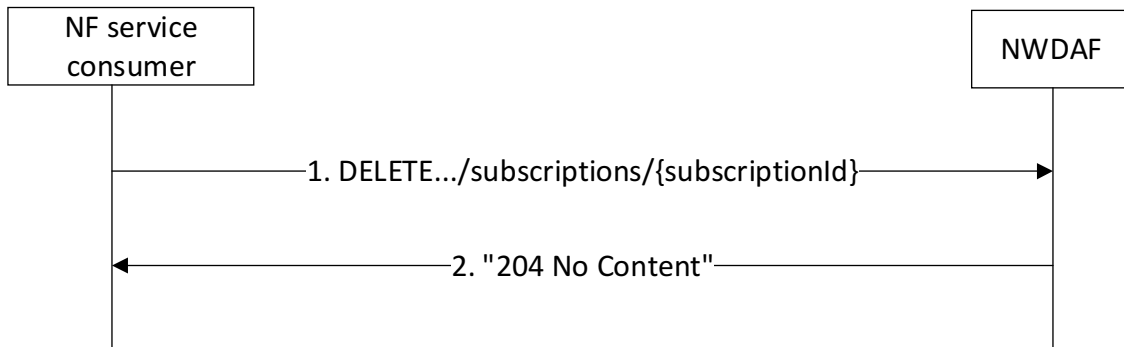 NF service
consumer
NWDAF
1. DELETE.../subscriptions/{subscriptionId}
2. "204 No Content"